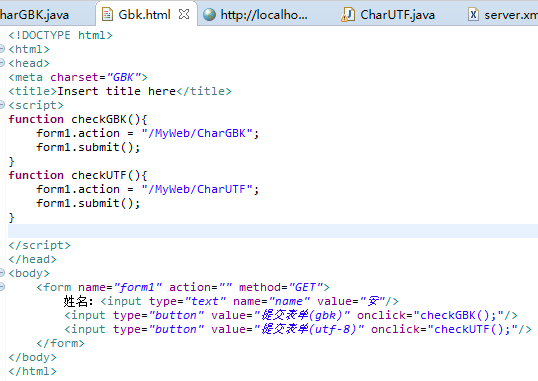 harGBK.java Gbk.html http://localho... CharUTF.java server.xm
<!DOCTYPE html>
<html>
<head>
<meta charset="GBK">
<title>Insert title here</title>
<script>
function checkGBK(){
form1.action = "/MyWeb/CharGBK";
form1.submit();
}
function checkUTF(){
form1.action = "/MyWeb/CharUTF";
form1.submit();
}
</script>
</head>
<body>
<form name="form1" action="" method="GET">
姓名：<input type="text" name="name" value="安"/>
<input type="button" value="提交表单(gbk)" onclick="checkGBK();"/>
<input type="button" value="提交表单(utf-8)" onclick="checkUTF();"/>
</form>
</body>
</html>